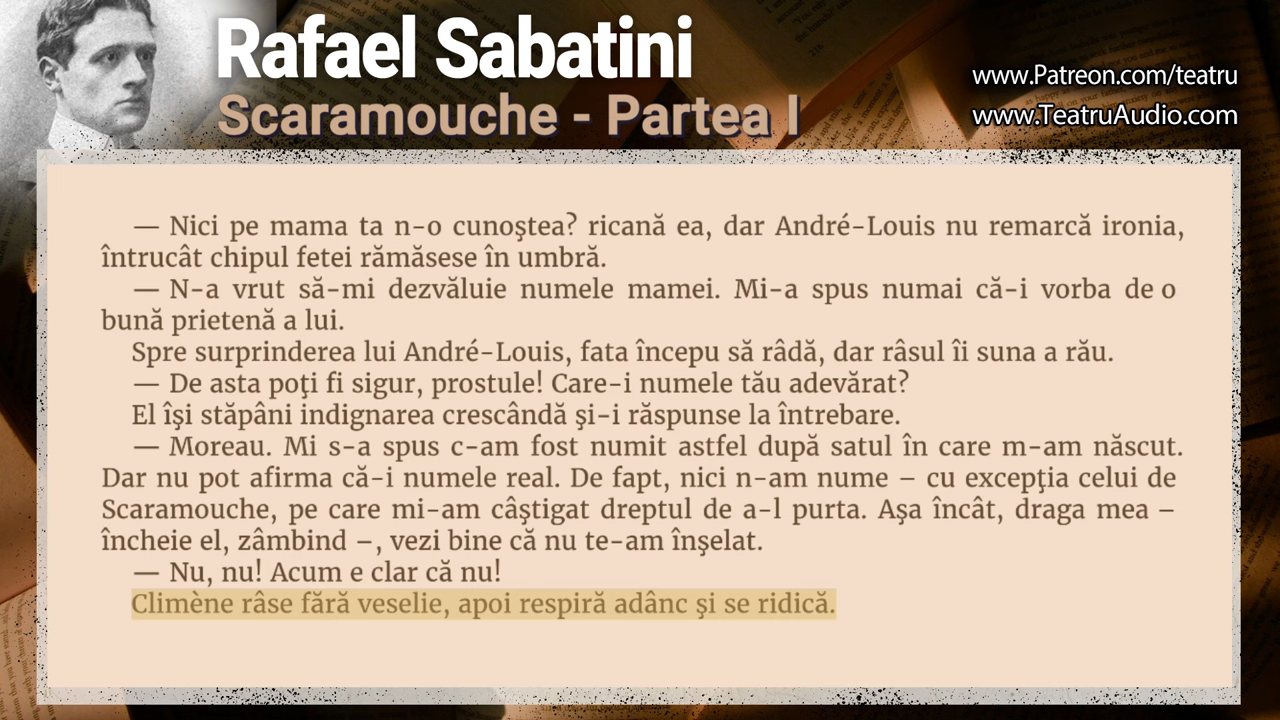 Rafael Sabatini
Scaramouche - Partea I
www.Patreon.com/teatru
www.TeatruAudio.com
— Nici pe mama ta n-o cunoştea? ricană ea, dar André-Louis nu remarcă ironia,
întrucât chipul fetei rămăsese în umbră.
— N-a vrut să-mi dezvăluie numele mamei. Mi-a spus numai că-i vorba de o
bună prietenă a lui.
Spre surprinderea lui André-Louis, fata începu să râdă, dar râsul îi suna a rău.
— De asta poţi fi sigur, prostule! Care-i numele tău adevărat?
El îşi stăpâni indignarea crescândă şi-i răspunse la întrebare.
— Moreau. Mi s-a spus c-am fost numit astfel după satul în care m-am născut.
Dar nu pot afirma că-i numele real. De fapt, nici n-am nume – cu excepţia celui de
Scaramouche, pe care mi-am câştigat dreptul de a-l purta. Aşa încât, draga mea –
încheie el, zâmbind –, vezi bine că nu te-am înşelat.
— Nu, nu! Acum e clar că nu!
Climène râse fără veselie, apoi respiră adânc şi se ridică.